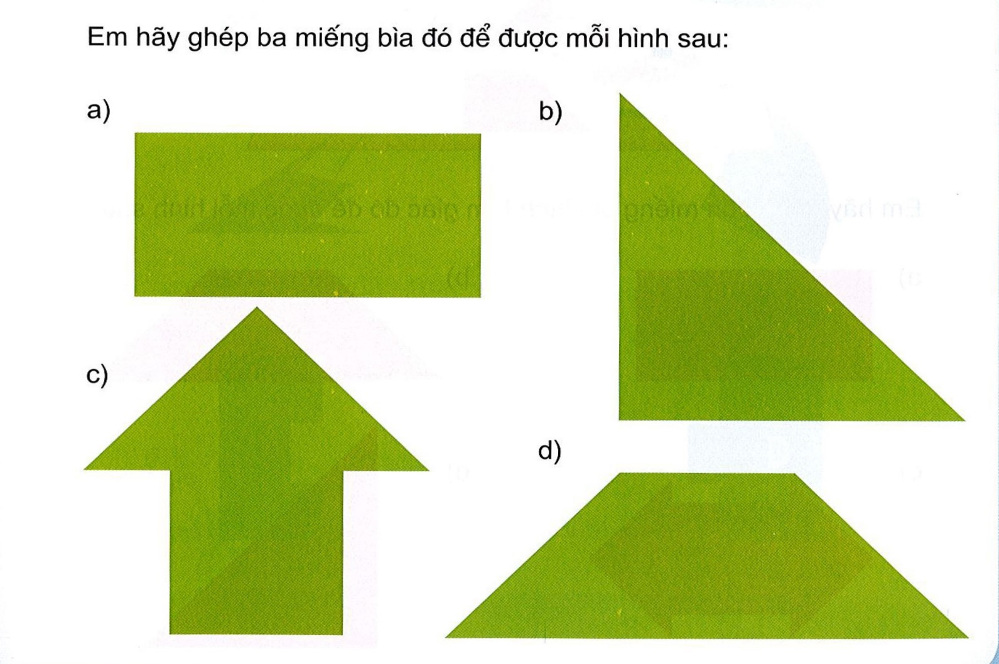 Em hãy ghép ba miếng bìa đó để được mỗi hình sau:
a)
b)
c)
d)